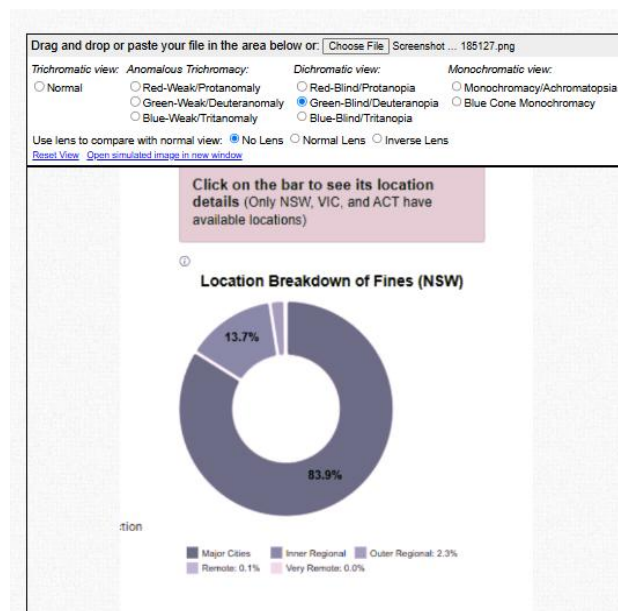 Drag and drop or paste your file in the area below or: Choose File Screenshot ... 185127.png
Trichromatic view: Anomalous Trichromacy: Dichromatic view: Monochromatic view:
Normal Red-Weak/Protanomaly Red-Blind/Protanopia Monochromacy/Achromatopsia
Green-Weak/Deuteranomaly Green-Blind/Deuteranopia Blue Cone Monochromacy
Blue-Weak/Tritanomaly Blue-Blind/Tritanopia
Use lens to compare with normal view: No Lens Normal Lens Inverse Lens
Reset View Open simulated image in new window
Click on the bar to see its location
details (Only NSW, VIC, and ACT have
available locations)
Location Breakdown of Fines (NSW)
13.7%
83.9%
ction
Major Cities Inner Regional Outer Regional: 2.3%
Remote: 0.1% Very Remote: 0.0%